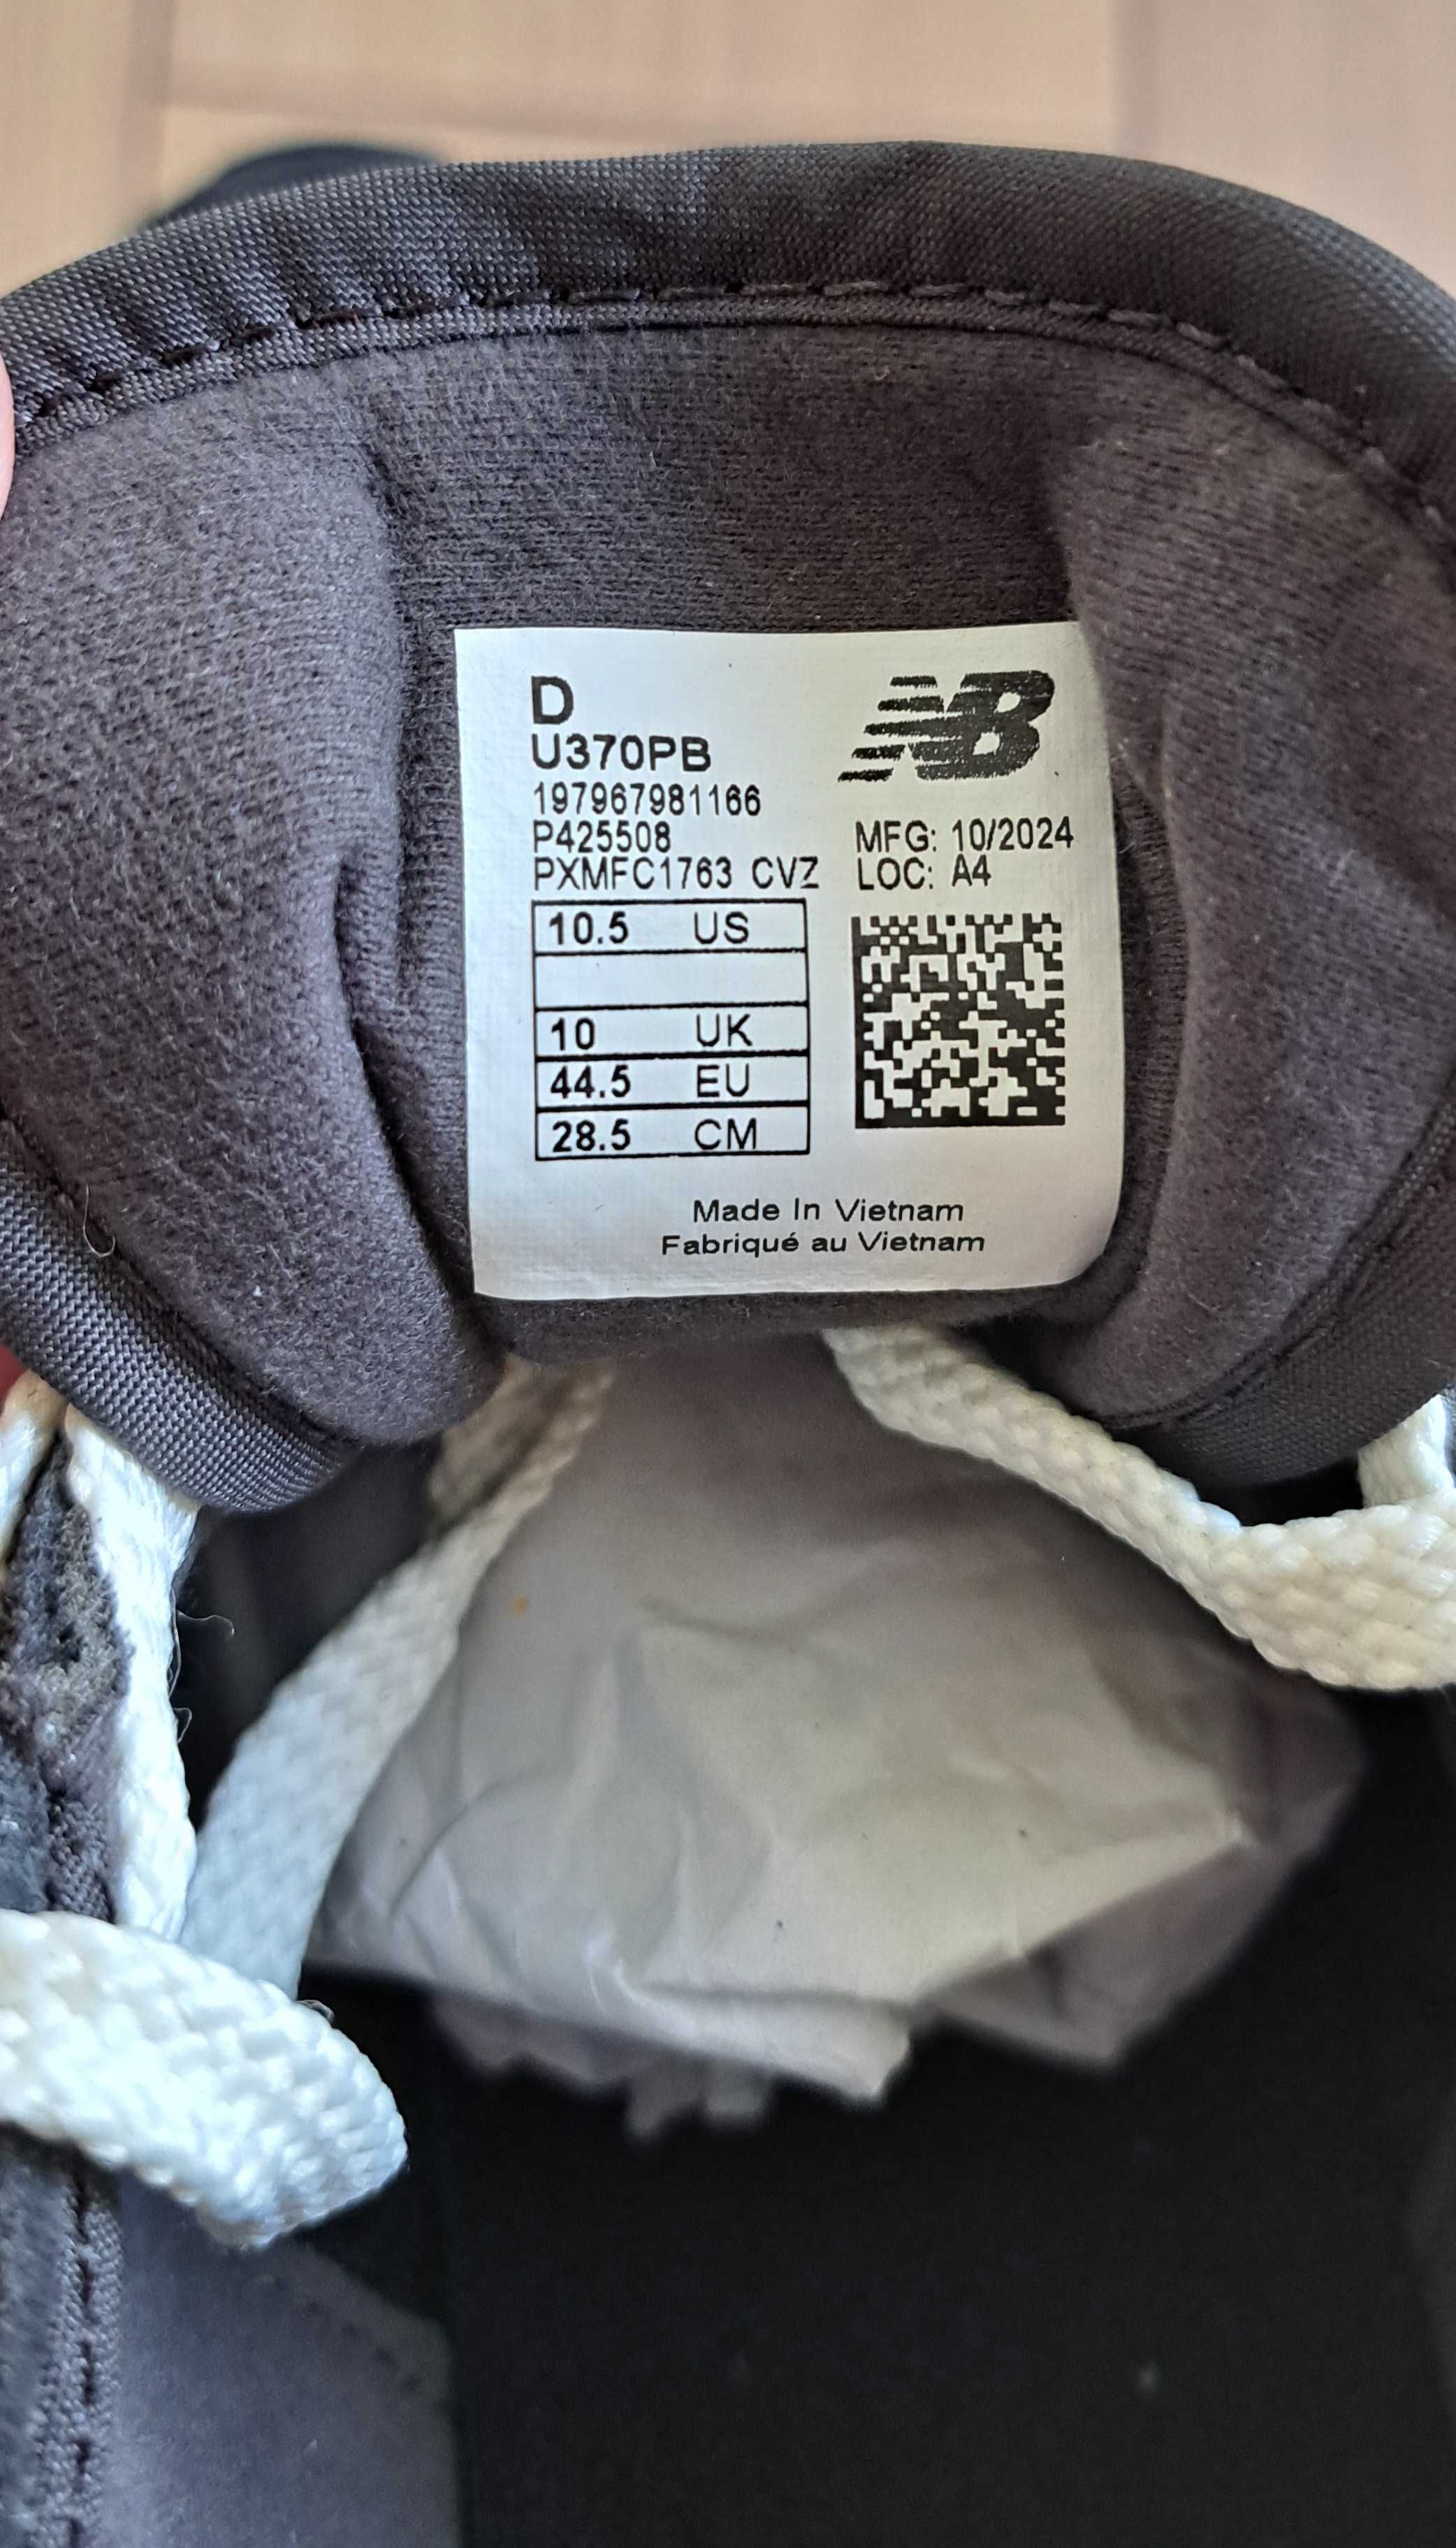 D
NB
U370PB
197967981166
P425508 MFG: 10/2024
PXMFC1763 CVZ LOC: A4
10.5 US
10 UK
44.5 EU
28.5 CM
Made In Vietnam
Fabriqué au Vietnam